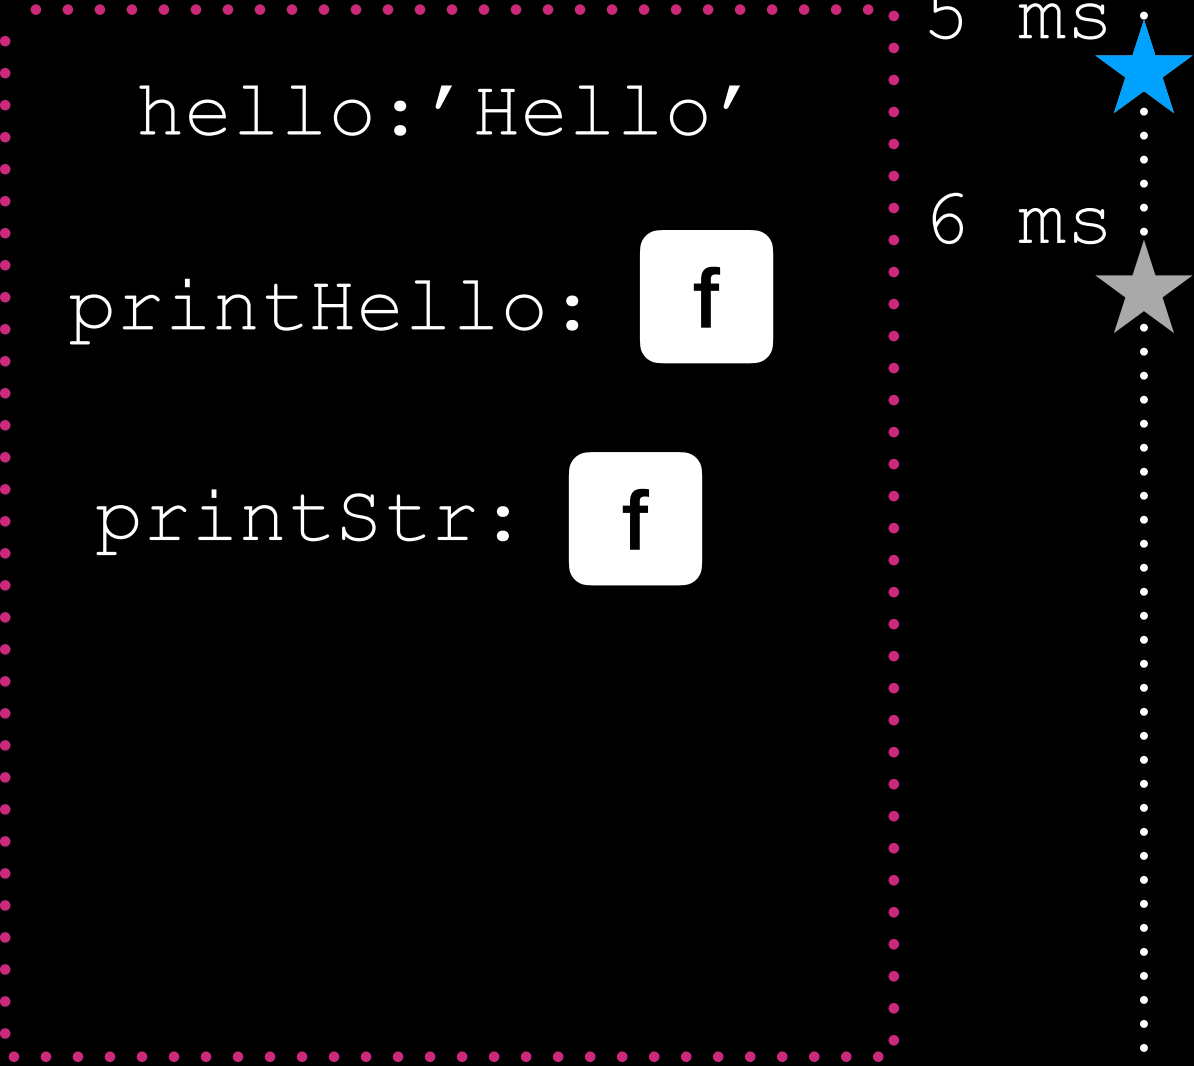 5 ms
hello:’Hello’
6 ms
printHello: f
printStr: f